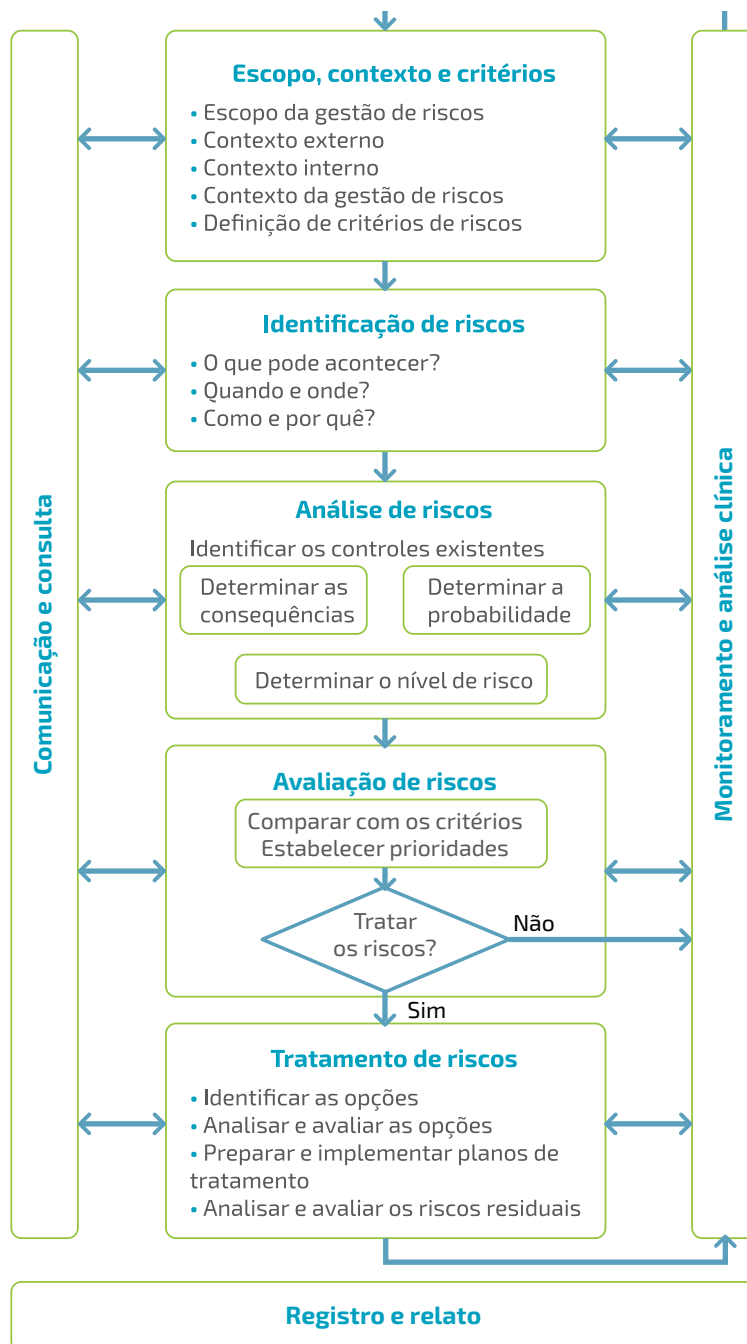 Escopo, contexto e critérios
• Escopo da gestão de riscos
• Contexto externo
• Contexto interno
• Contexto da gestão de riscos
• Definição de critérios de riscos
Identificação de riscos
• O que pode acontecer?
• Quando e onde?
• Como e por quê?
Análise de riscos
Identificar os controles existentes
Determinar as
consequências
Determinar a
probabilidade
Determinar o nível de risco
Avaliação de riscos
Comparar com os critérios
Estabelecer prioridades
Tratar
os riscos?
Não
Sim
Tratamento de riscos
• Identificar as opções
• Analisar e avaliar as opções
• Preparar e implementar planos de
tratamento
• Analisar e avaliar os riscos residuais
Comunicação e consulta
Monitoramento e análise clínica
Registro e relato